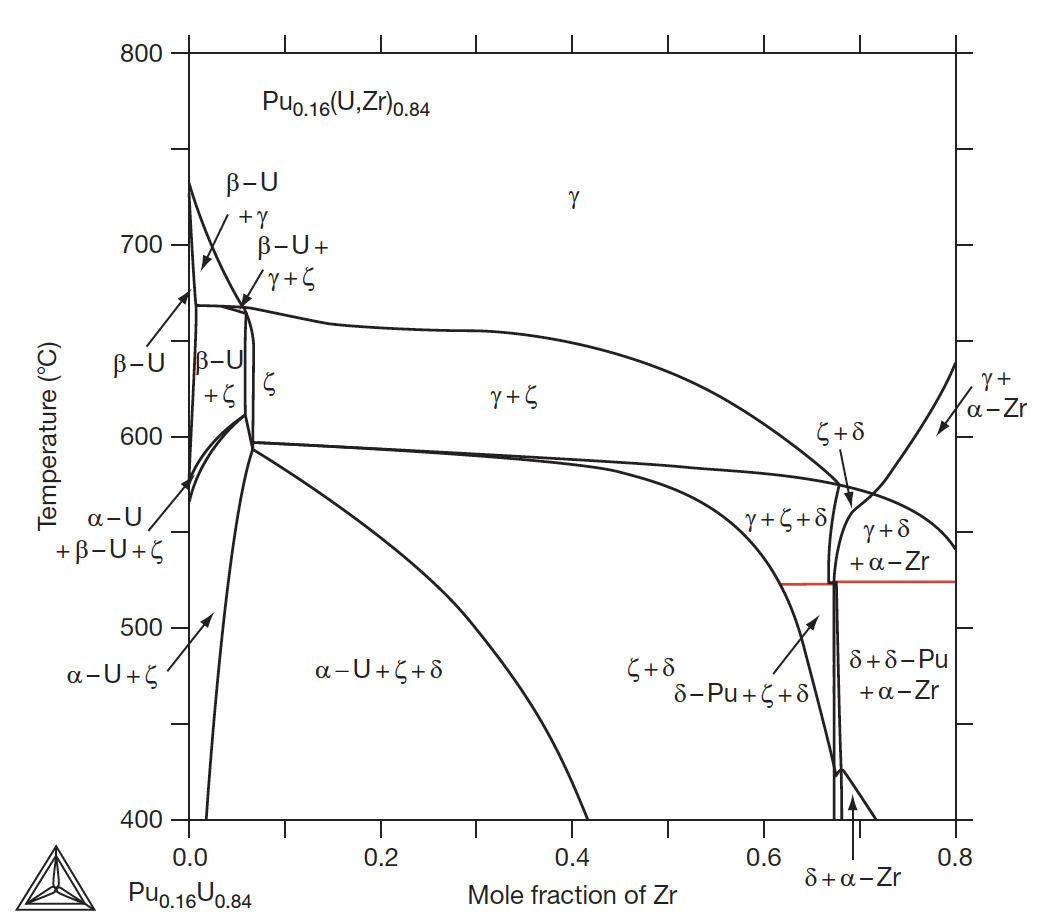 800
Pu₀.₁₆(U,Zr)₀.₈₄
β–U
+γ
γ
700
β–U+
γ+ζ
β–U
β–U
+ζ
ζ
γ+ζ
γ+
α–Zr
Temperature (°C)
600
ζ+δ
α–U
+β–U+ζ
γ+ζ+δ
γ+δ
+α–Zr
500
α–U+ζ
α–U+ζ+δ
ζ+δ
δ–Pu+ζ+δ
δ+δ–Pu
+α–Zr
400
0.0
0.2
0.4
0.6
0.8
δ+α–Zr
Pu₀.₁₆U₀.₈₄
Mole fraction of Zr